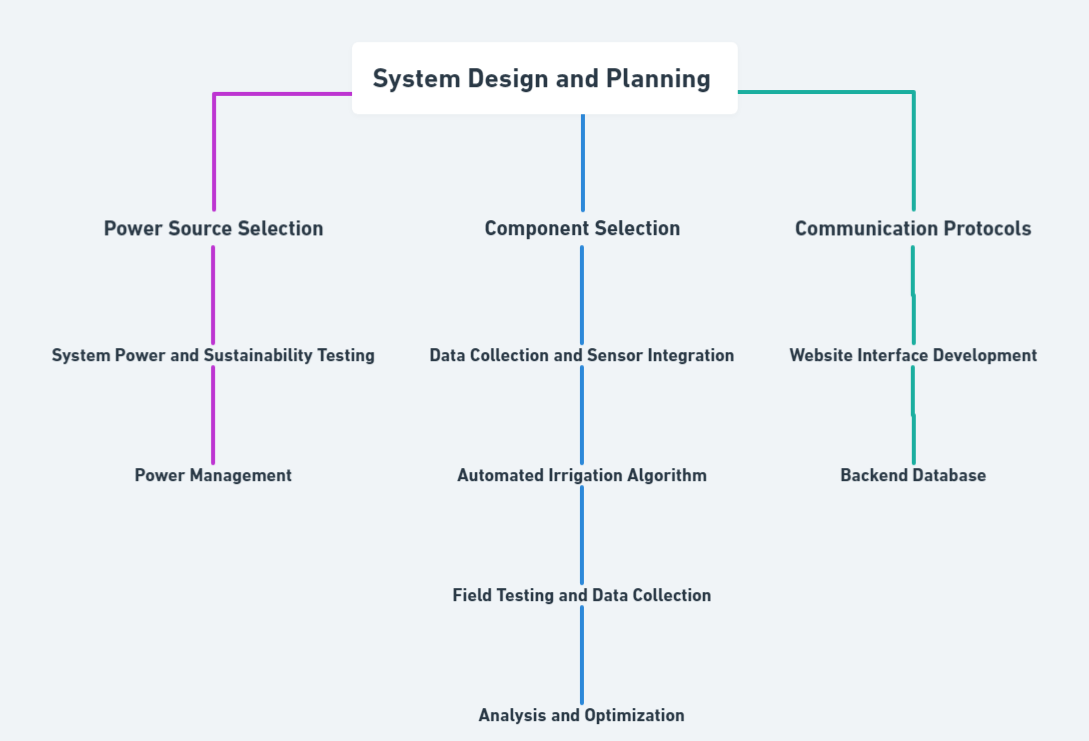 System Design and Planning
Power Source Selection
Component Selection
Communication Protocols
System Power and Sustainability Testing
Data Collection and Sensor Integration
Website Interface Development
Power Management
Automated Irrigation Algorithm
Backend Database
Field Testing and Data Collection
Analysis and Optimization